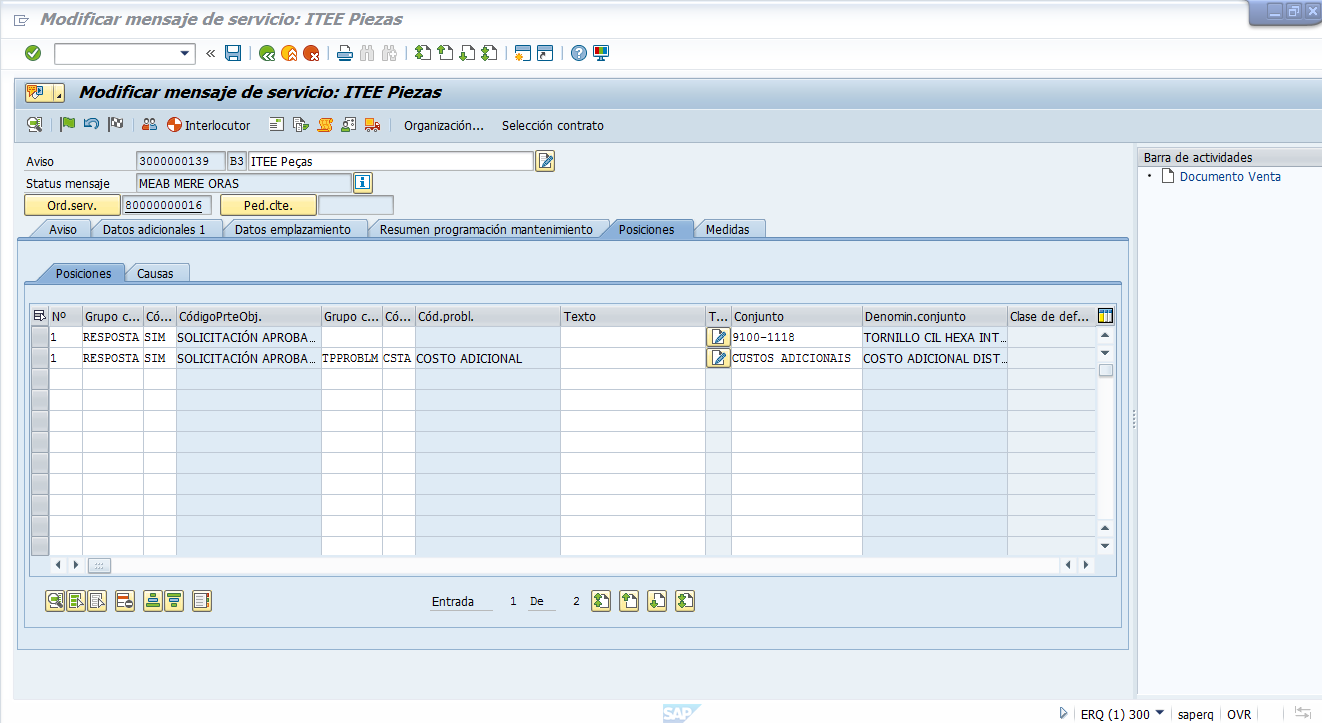 Modificar mensaje de servicio: ITEE Piezas
Modificar mensaje de servicio: ITEE Piezas
Interlocutor Organización... Selección contrato
Aviso 3000000139 B3 ITEE Peças
Status mensaje MEAB MERE ORAS
Ord.serv. 80000000016 Ped.clte.
Aviso Datos adicionales 1 Datos emplazamiento Resumen programación mantenimiento Posiciones Medidas
Posiciones Causas
Nº Grupo c... Có... CódigoPrteObj. Grupo c... Có... Cód.probl. Texto T... Conjunto Denomin.conjunto Clase de def...
1 RESPOSTA SIM SOLICITACIÓN APROBA... 9100-1118 TORNILLO CIL HEXA INT...
1 RESPOSTA SIM SOLICITACIÓN APROBA... TPPROBLM CSTA COSTO ADICIONAL CUSTOS ADICIONAIS COSTO ADICIONAL DIST...
Entrada 1 De 2
Barra de actividades
• Documento Venta
SAP
ERQ (1) 300 saperq OVR